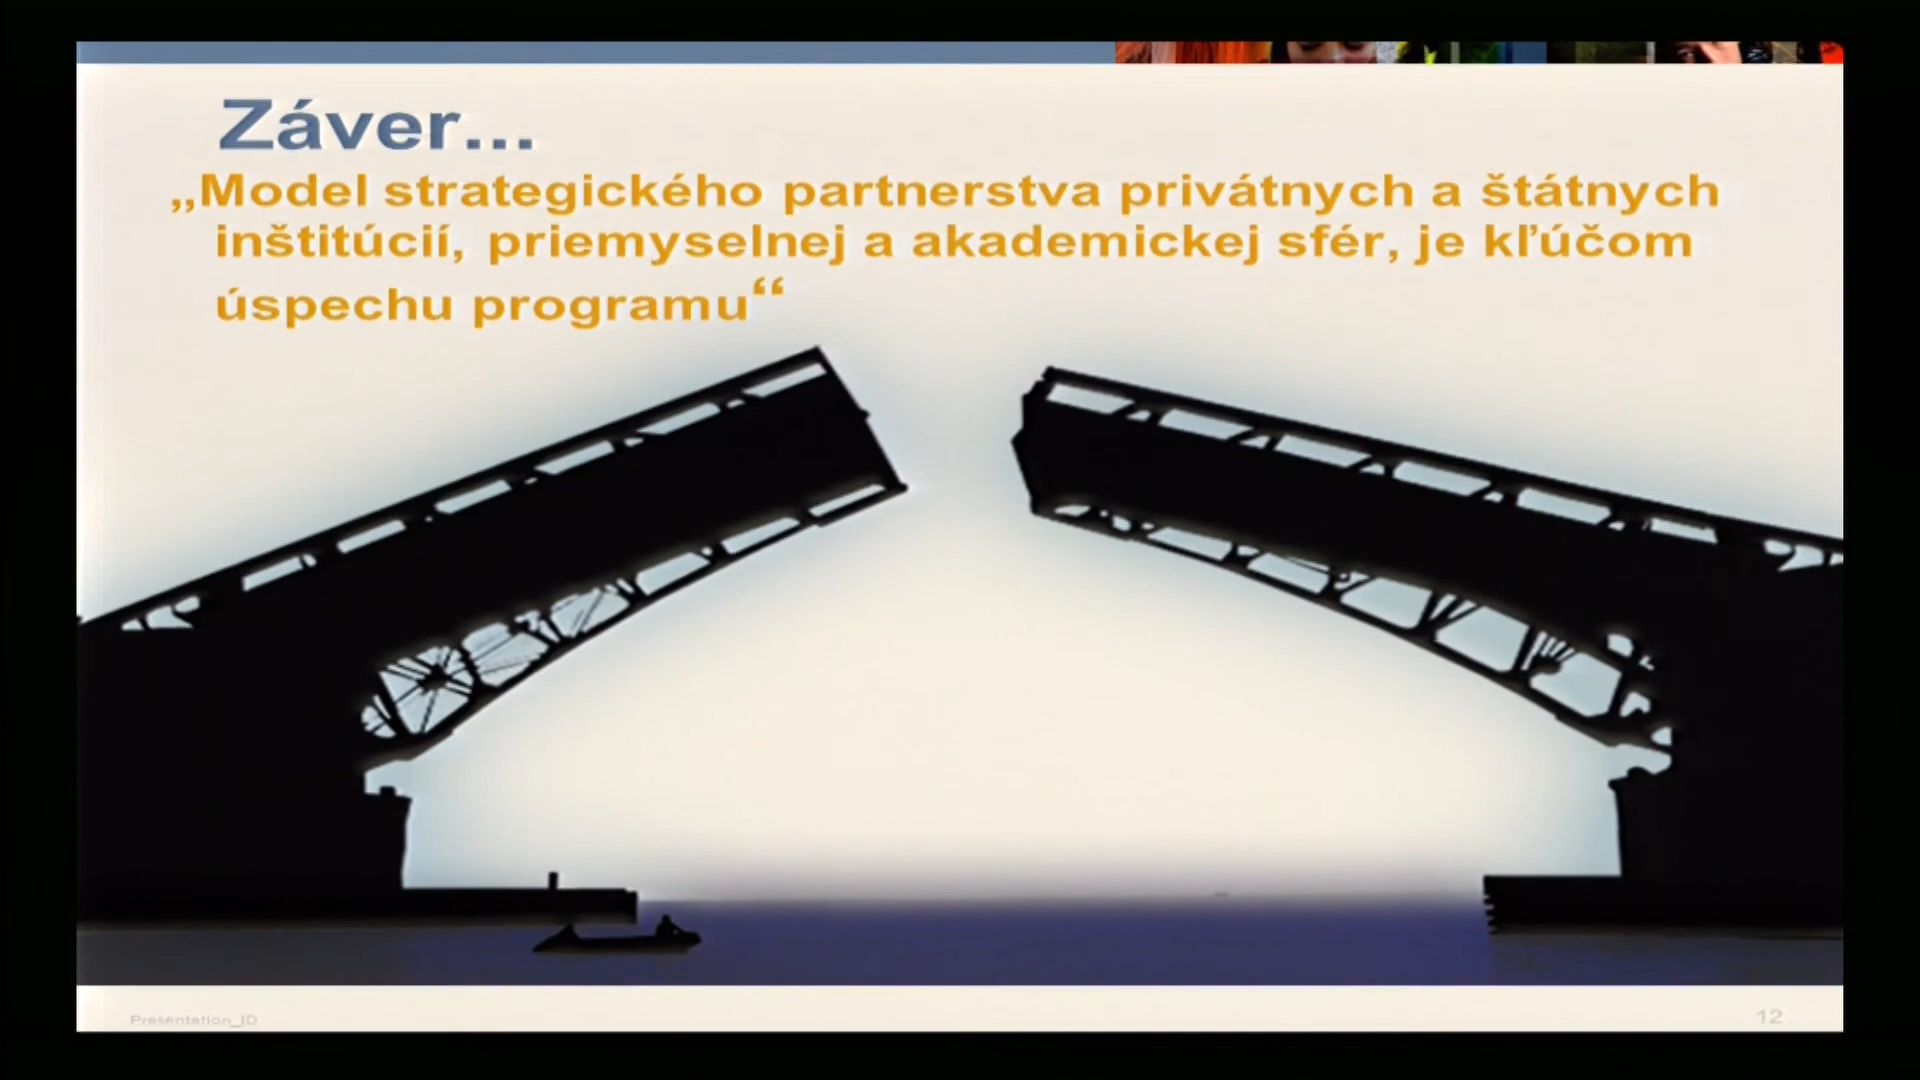 Záver...
„Model strategického partnerstva privátnych a štátnych
inštitúcií, priemyselnej a akademickej sfér, je kľúčom
úspechu programu“
Presentation_ID
12